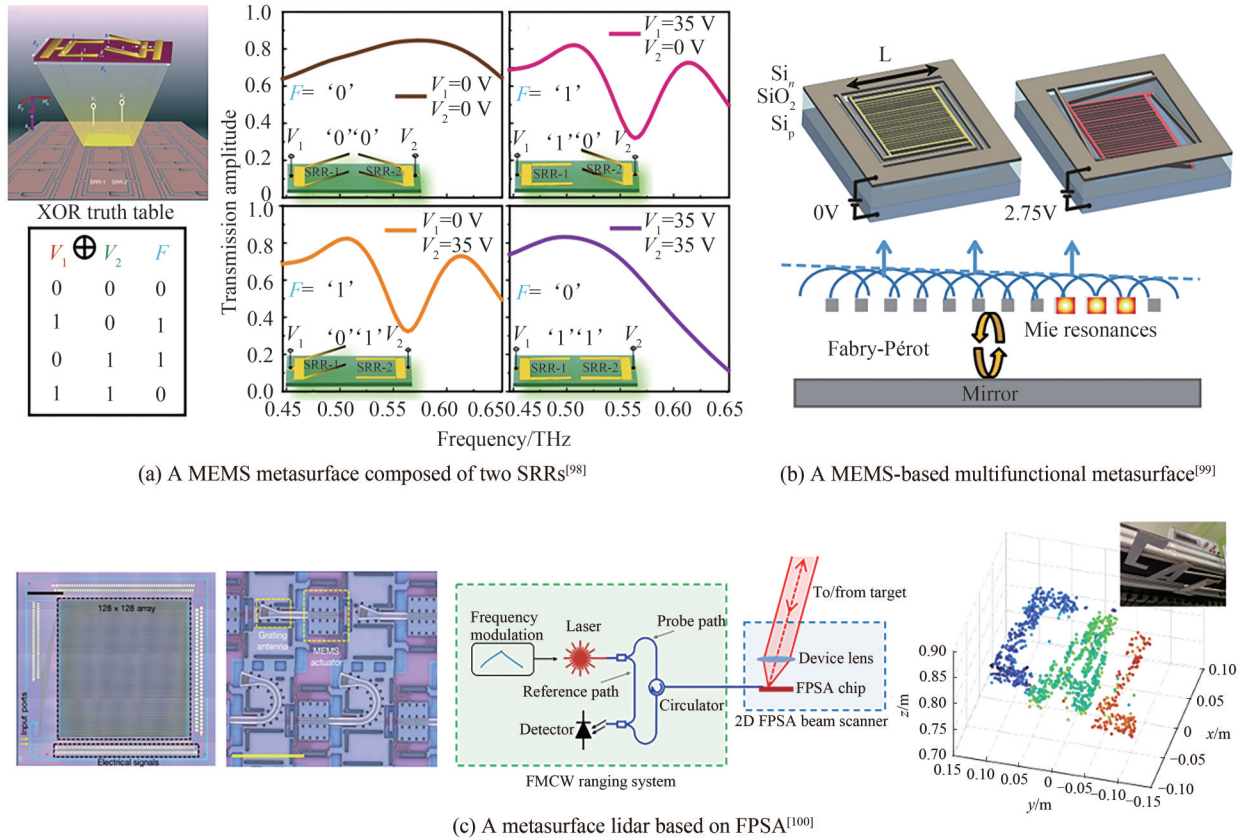 SRR-1 SRR-2
XOR truth table
V1 ⊕ V2 F
0 0 0
1 0 1
0 1 1
1 1 0
Transmission amplitude
1.0
0.8
0.6
0.4
0.2
0
F= '0'
V1=0 V
V2=0 V
V1 '0''0' V2
SRR-1 SRR-2
V1=35 V
V2=0 V
F= '1'
V1 '1''0' V2
SRR-1 SRR-2
1.0
0.8
0.6
0.4
0.2
0.0
V1=0 V
V2=35 V
F= '1'
V1 '0''1' V2
SRR-1 SRR-2
V1=35 V
V2=35 V
F= '0'
V1 '1''1' V2
SRR-1 SRR-2
0.45 0.50 0.55 0.60 0.65 0.45 0.50 0.55 0.60 0.65
Frequency/THz
(a) A MEMS metasurface composed of two SRRs[98]
Sin
SiO2
Sip
L
0V
2.75V
Fabry-Pérot
Mie resonances
Mirror
(b) A MEMS-based multifunctional metasurface[99]
128 × 128 array
Input ports
Electrical signals
Grating
antenna
MEMS
actuator
Frequency
modulation
Laser
Probe path
Reference path
Circulator
Detector
FMCW ranging system
To/from target
Device lens
FPSA chip
2D FPSA beam scanner
z/m
0.90
0.85
0.80
0.75
0.70
0.15 0.10 0.05 0 −0.05 −0.10 −0.15
y/m
0.10
0.05
0
−0.05
−0.10
x/m
(c) A metasurface lidar based on FPSA[100]